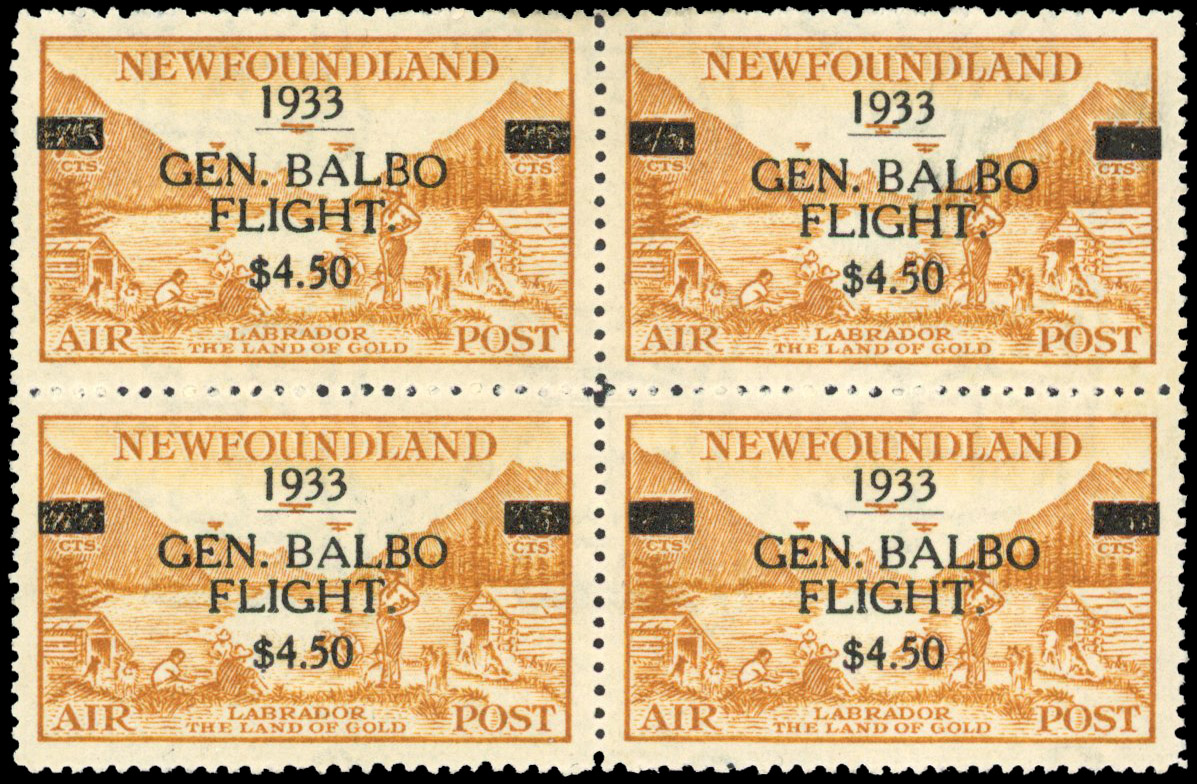 NEWFOUNDLAND
1933
CTS.
CTS.
GEN. BALBO
FLIGHT.
$4.50
AIR
LABRADOR
THE LAND OF GOLD
POST
NEWFOUNDLAND
1933
CTS.
CTS.
GEN. BALBO
FLIGHT.
$4.50
AIR
LABRADOR
THE LAND OF GOLD
POST
NEWFOUNDLAND
1933
CTS.
CTS.
GEN. BALBO
FLIGHT.
$4.50
AIR
LABRADOR
THE LAND OF GOLD
POST
NEWFOUNDLAND
1933
CTS.
CTS.
GEN. BALBO
FLIGHT.
$4.50
AIR
LABRADOR
THE LAND OF GOLD
POST